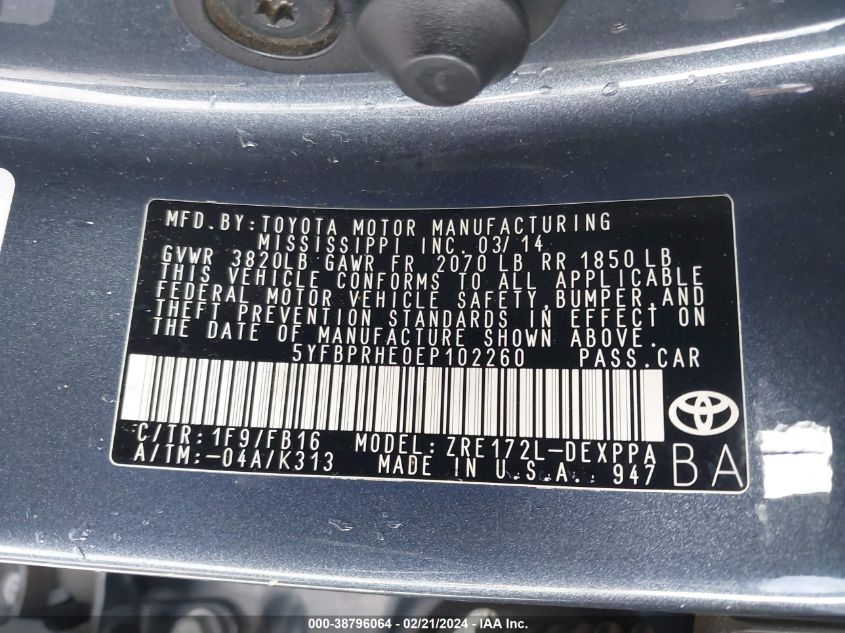 MFD.BY:TOYOTA MOTOR MANUFACTURING
MISSISSIPPI INC. 03/14
GVWR 3820LB GAWR FR 2070 LB RR 1850 LB
THIS VEHICLE CONFORMS TO ALL APPLICABLE
FEDERAL MOTOR VEHICLE SAFETY,BUMPER,AND
THEFT PREVENTION STANDARDS IN EFFECT ON
THE DATE OF MANUFACTURE SHOWN ABOVE.
5YFBPRHE0EP102260 PASS.CAR
C/TR:1F9/FB16 MODEL:ZRE172L-DEXPPA
A/TM:-04A/K313 MADE IN U.S.A. 947
BA
000-38796064 / 02/21/2024 - Copyright IAA, Inc.